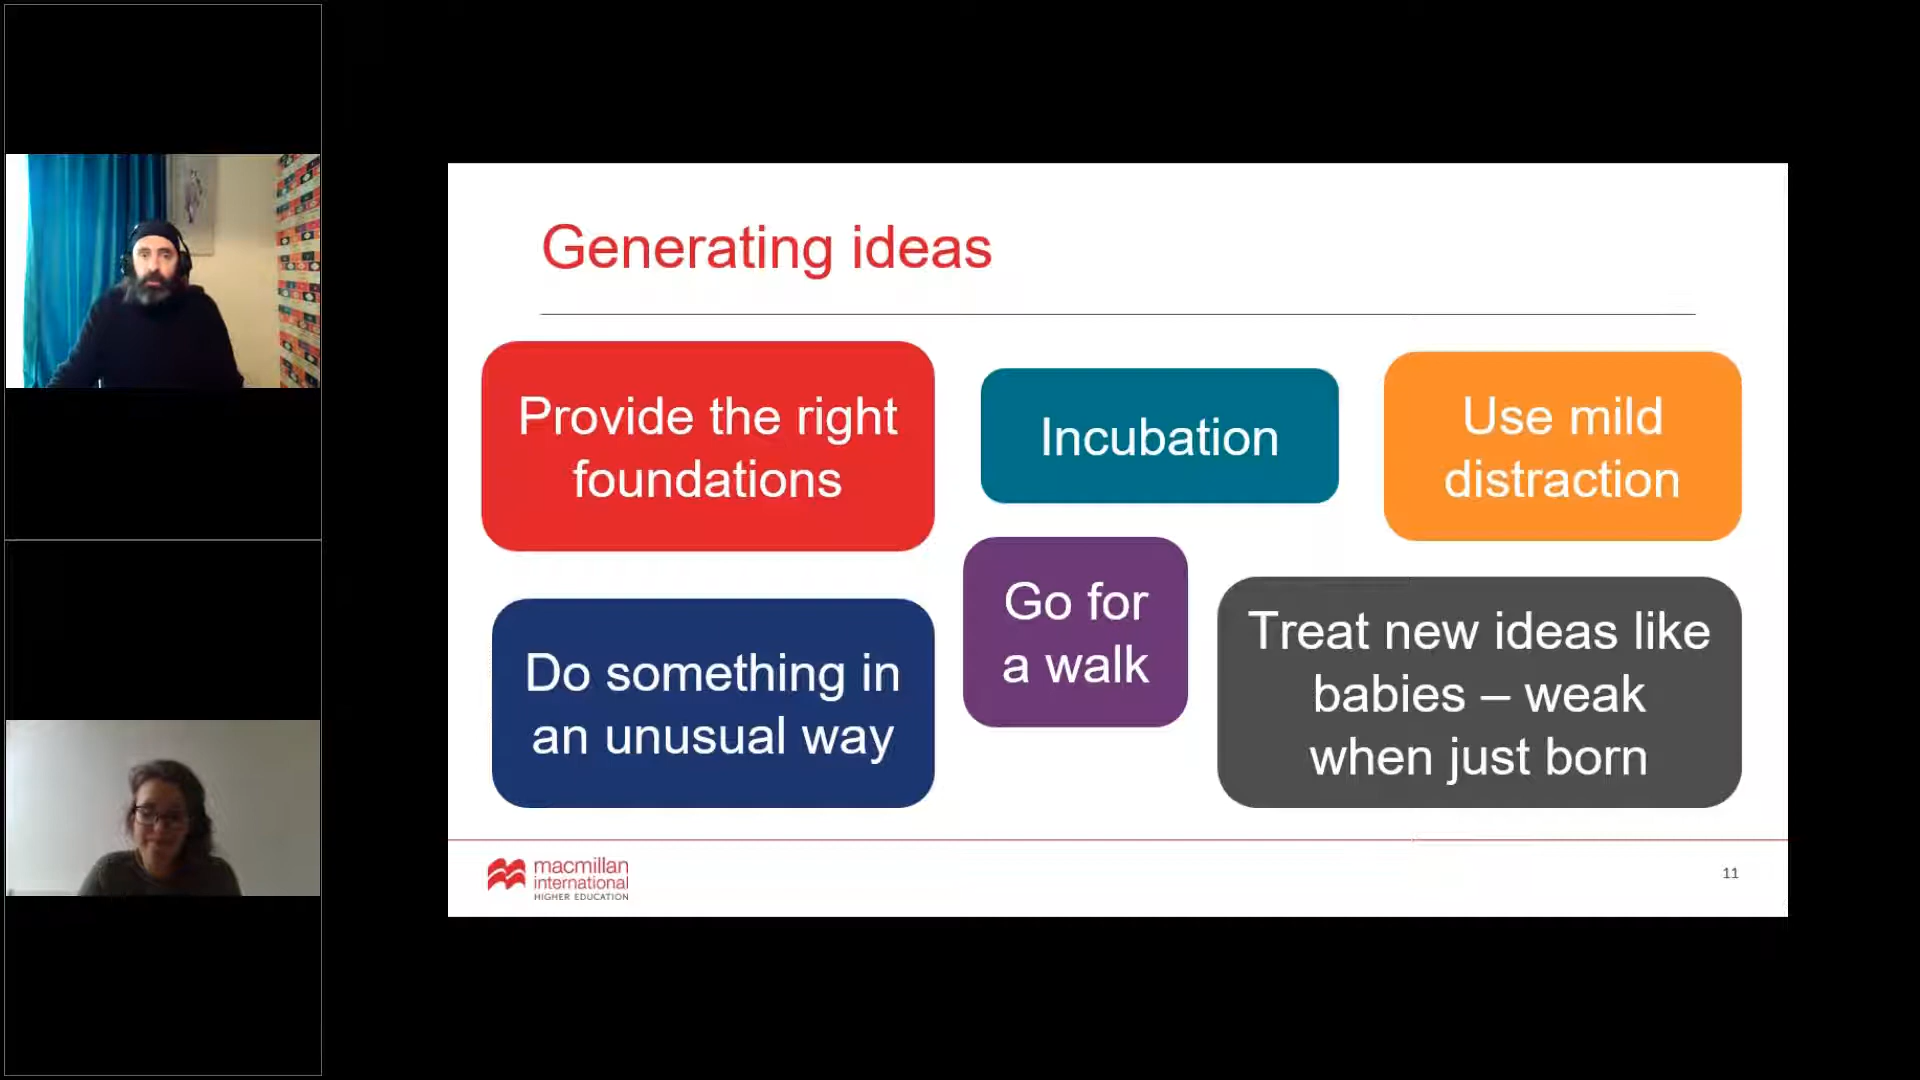 Generating ideas
Provide the right
foundations
Incubation
Use mild
distraction
Do something in
an unusual way
Go for
a walk
Treat new ideas like
babies – weak
when just born
macmillan
international
HIGHER EDUCATION
11